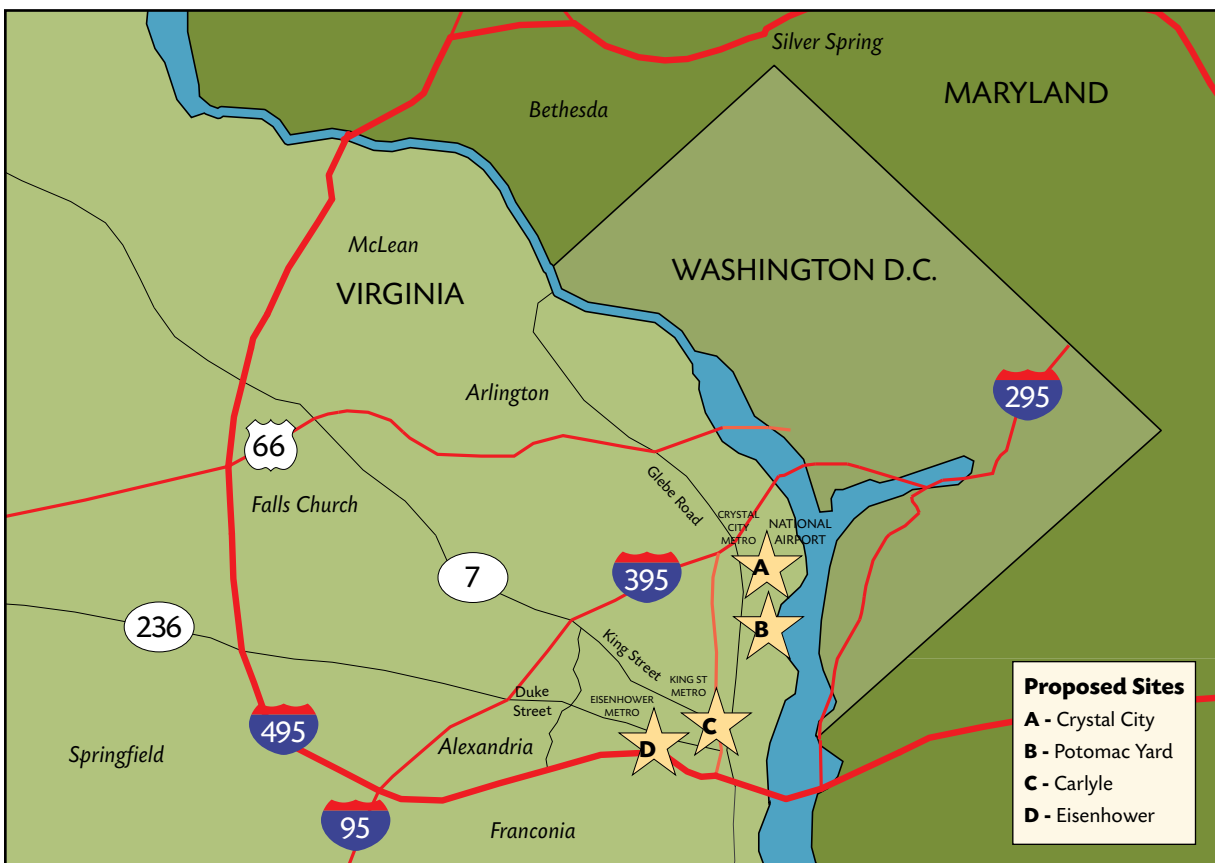 Silver Spring
MARYLAND
Bethesda
McLean
VIRGINIA
WASHINGTON D.C.
Arlington
295
66
Falls Church
Glebe Road
CRYSTAL
CITY
METRO
NATIONAL
AIRPORT
A
7
395
236
B
King Street
KING ST
METRO
Duke
Street
EISENHOWER
METRO
C
D
495
Alexandria
Springfield
95
Franconia
Proposed Sites
A - Crystal City
B - Potomac Yard
C - Carlyle
D - Eisenhower